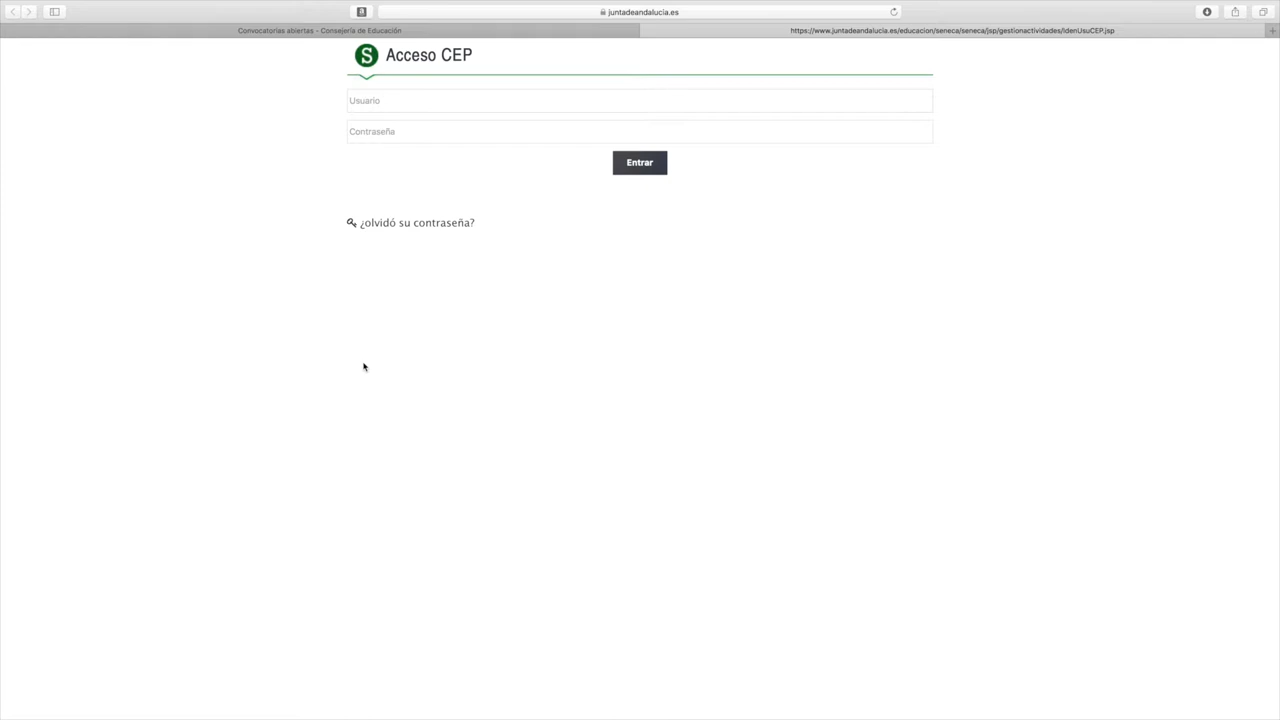 juntadeandalucia.es
Convocatorias abiertas - Consejería de Educación
https://www.juntadeandalucia.es/educacion/seneca/seneca/jsp/gestionactividades/IdenUsuCEP.jsp
S Acceso CEP
Usuario
Contraseña
Entrar
¿olvidó su contraseña?